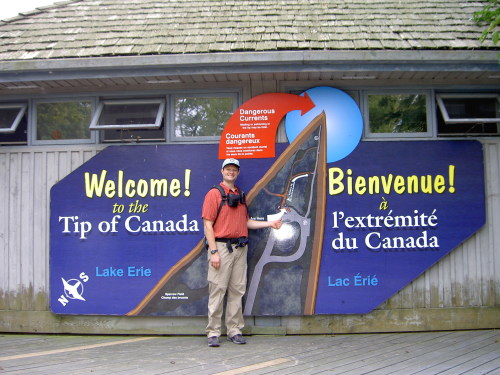 Dangerous
Currents
Courants
dangereux
Welcome!
to the
Tip of Canada
Lake Erie
N S
Bienvenue!
à
l'extrémité
du Canada
Lac Érié